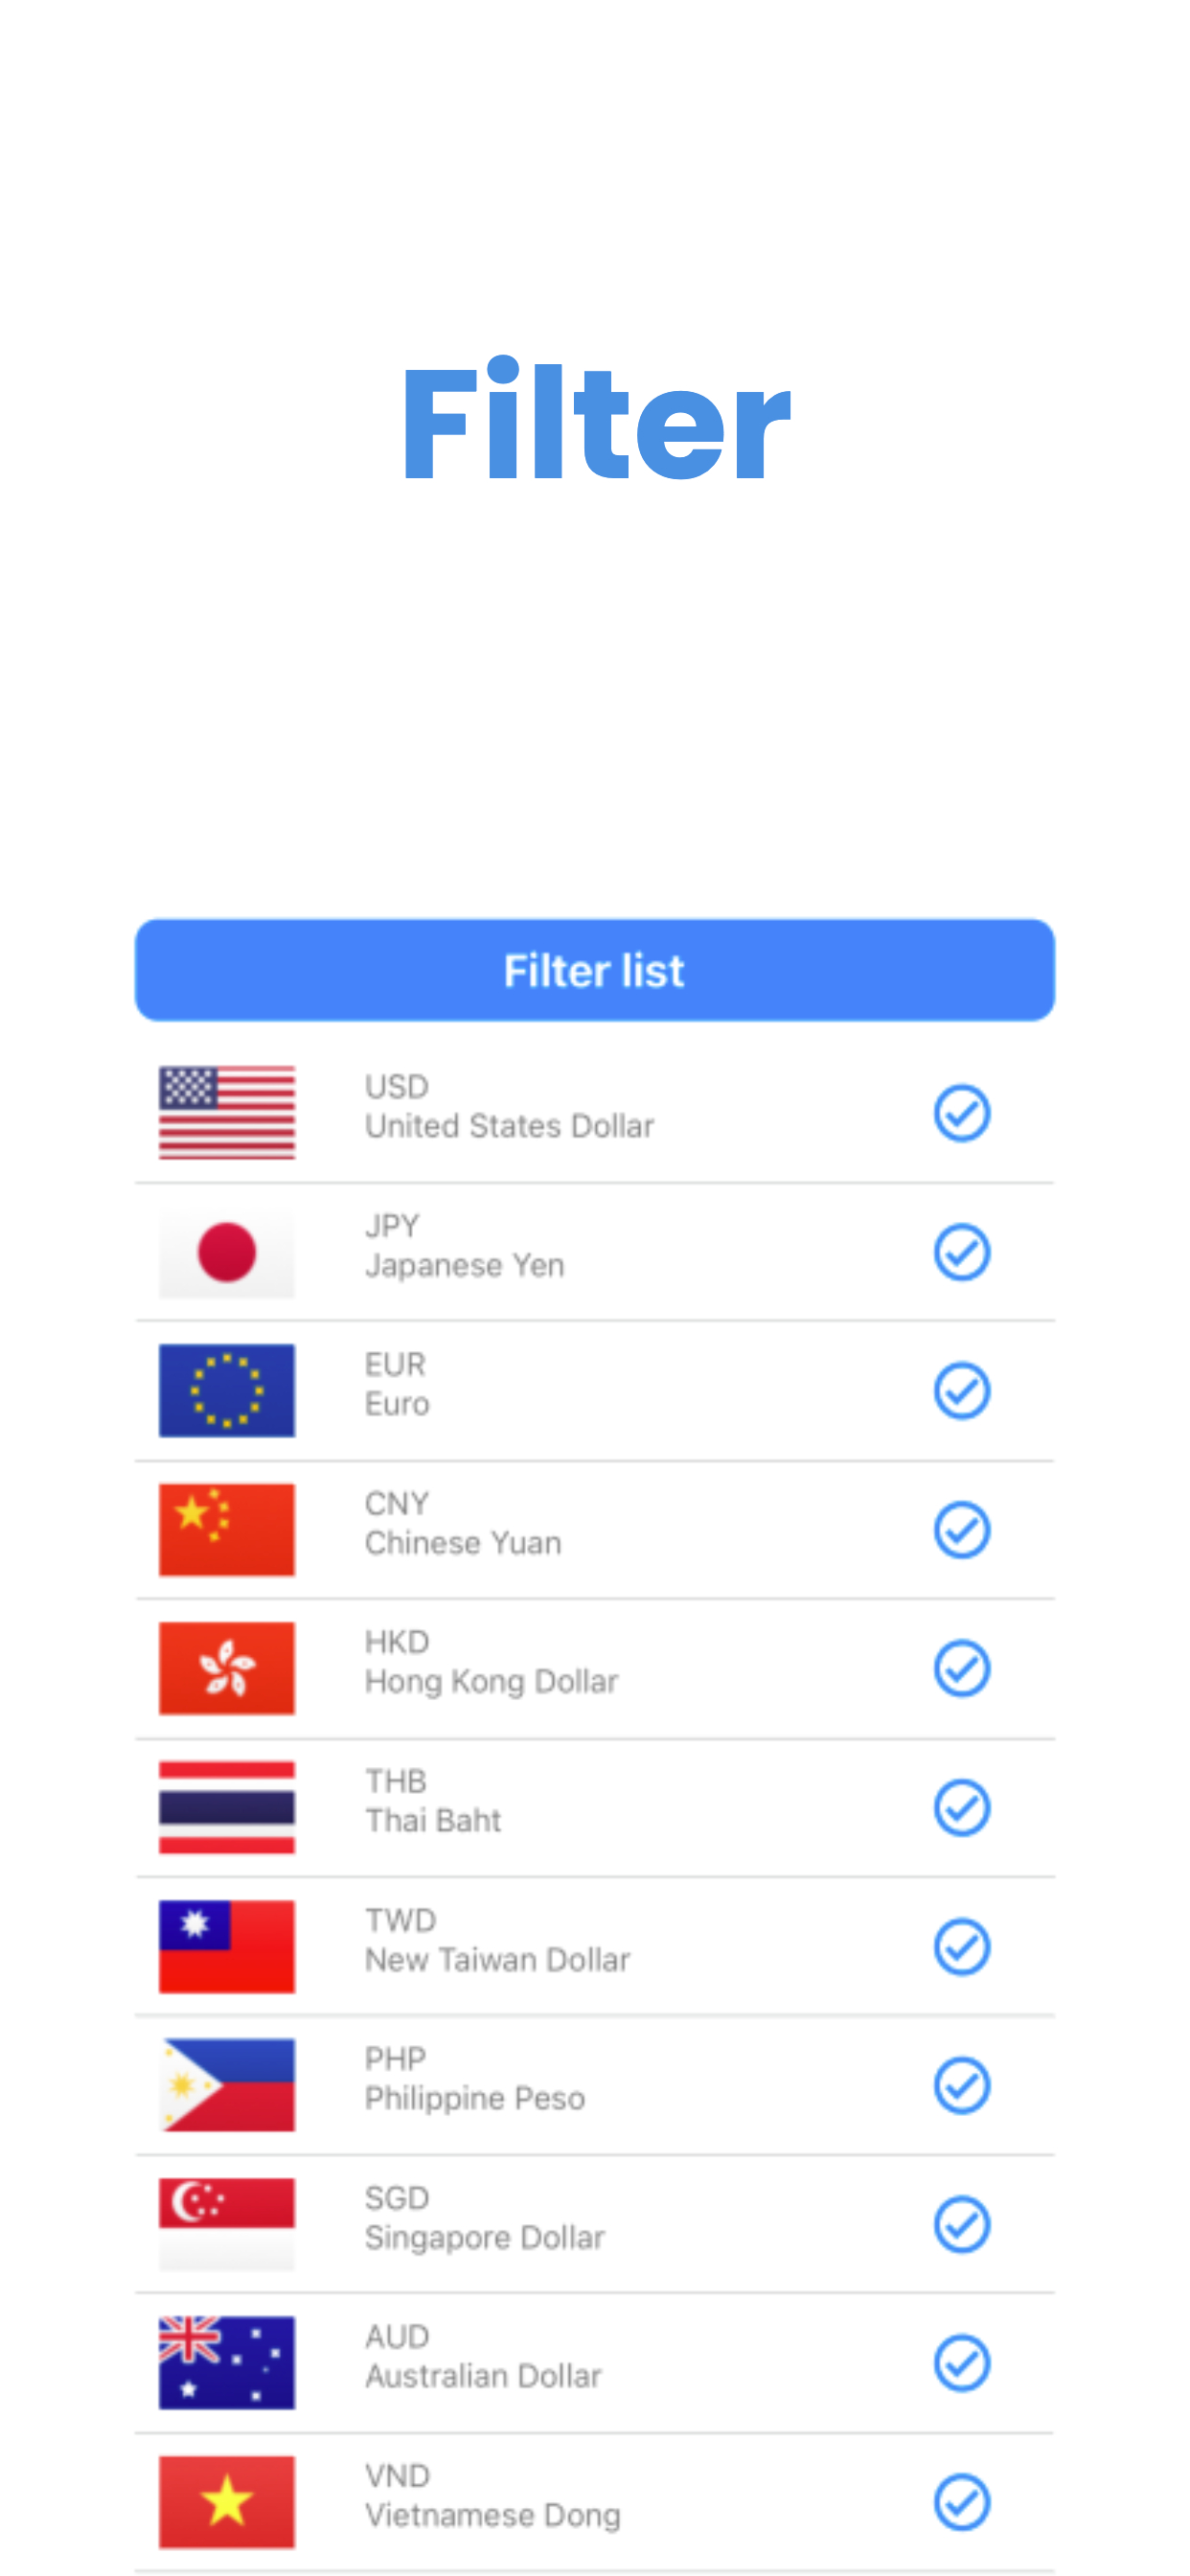 Filter
Filter list
USD
United States Dollar
JPY
Japanese Yen
EUR
Euro
CNY
Chinese Yuan
HKD
Hong Kong Dollar
THB
Thai Baht
TWD
New Taiwan Dollar
PHP
Philippine Peso
SGD
Singapore Dollar
AUD
Australian Dollar
VND
Vietnamese Dong